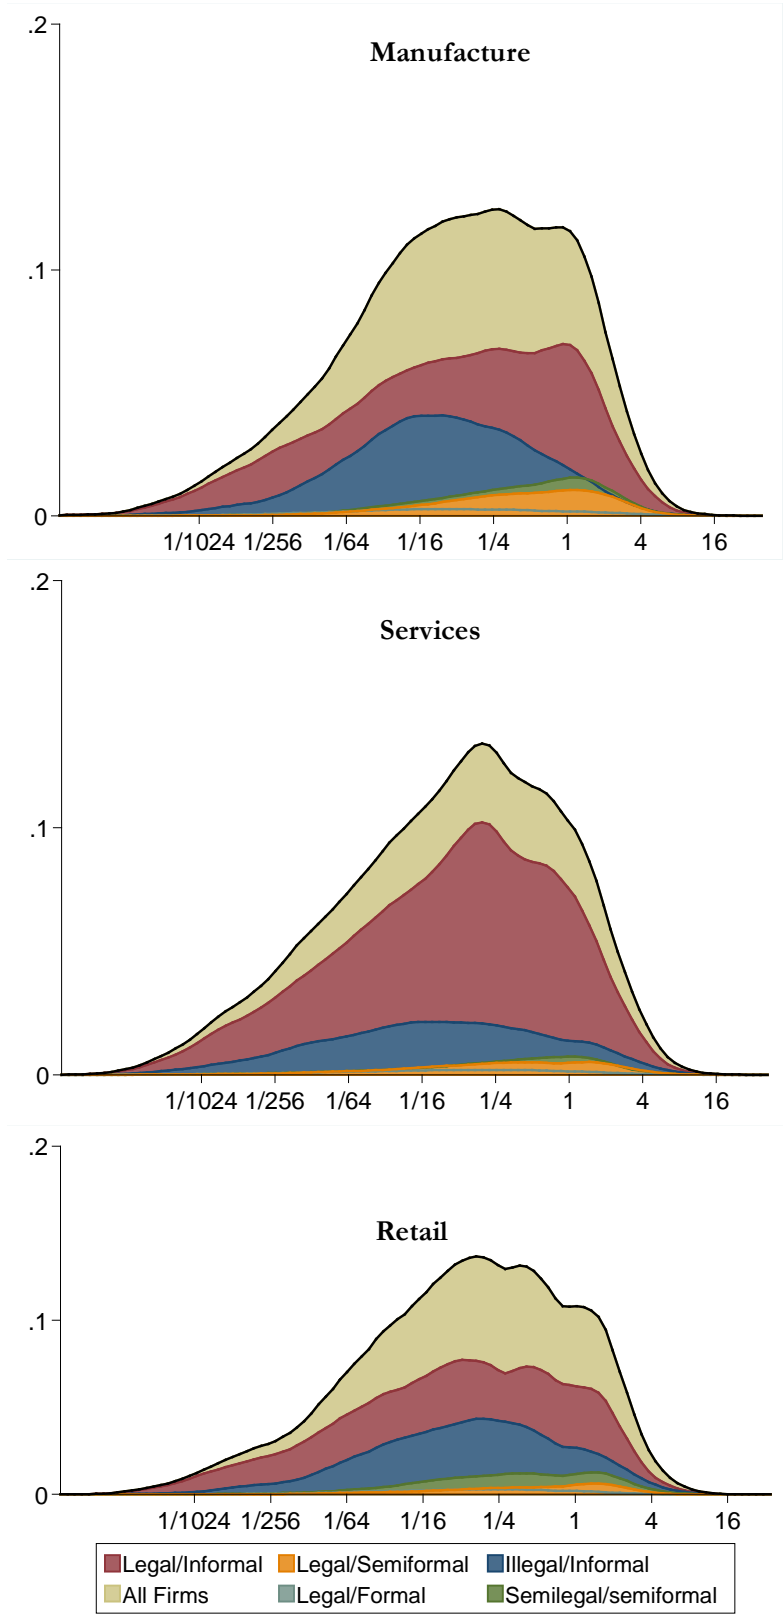 .2
Manufacture
.1
0
1/1024 1/256 1/64 1/16 1/4 1 4 16
.2
Services
.1
0
1/1024 1/256 1/64 1/16 1/4 1 4 16
.2
Retail
.1
0
1/1024 1/256 1/64 1/16 1/4 1 4 16
Legal/Informal Legal/Semiformal Illegal/Informal
All Firms Legal/Formal Semilegal/semiformal